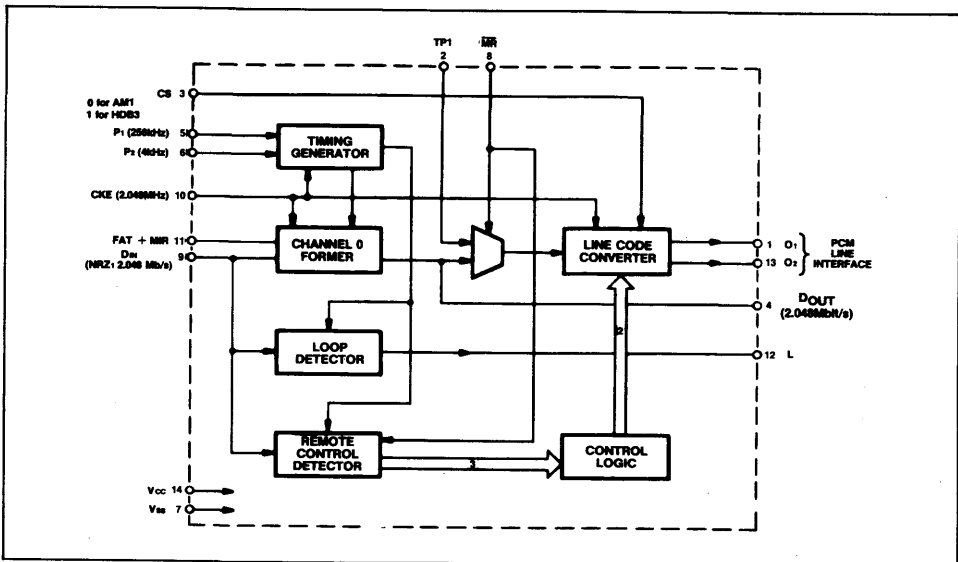 TP1 M̅R̅
2 8
CS 3
0 for AM1
1 for HDB3
P1 (256kHz) 5
P2 (4kHz) 6
TIMING
GENERATOR
CKE (2.048MHz) 10
FAT + MIR 11
DIN 9
(NRZ1 2.048 Mb/s)
CHANNEL 0
FORMER
LINE CODE
CONVERTER
1 O1
13 O2
PCM
LINE
INTERFACE
4 DOUT
(2.048Mbit/s)
2
LOOP
DETECTOR
12 L
REMOTE
CONTROL
DETECTOR
3
CONTROL
LOGIC
VCC 14
VSS 7